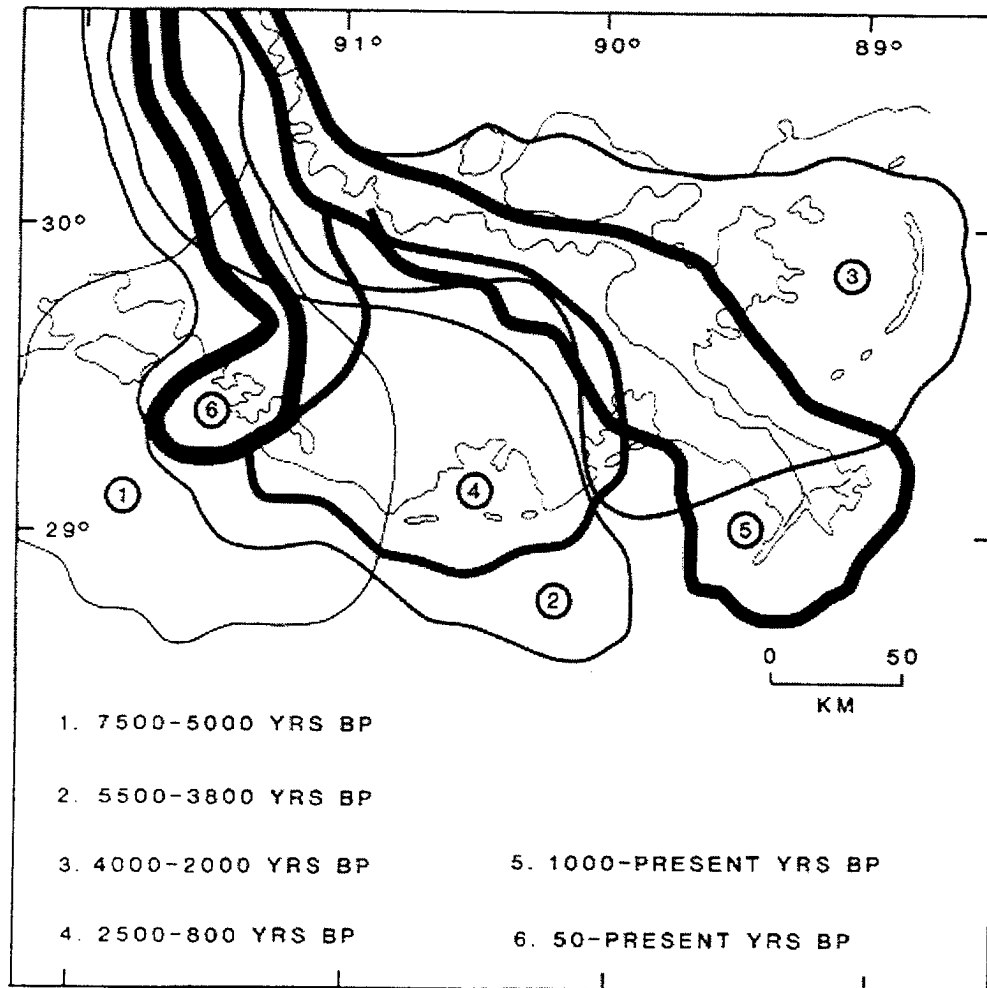 91° 90° 89°
30°
3
6
1
4
29°
5
2
0 50
KM
1. 7500-5000 YRS BP
2. 5500-3800 YRS BP
3. 4000-2000 YRS BP
5. 1000-PRESENT YRS BP
4. 2500-800 YRS BP
6. 50-PRESENT YRS BP